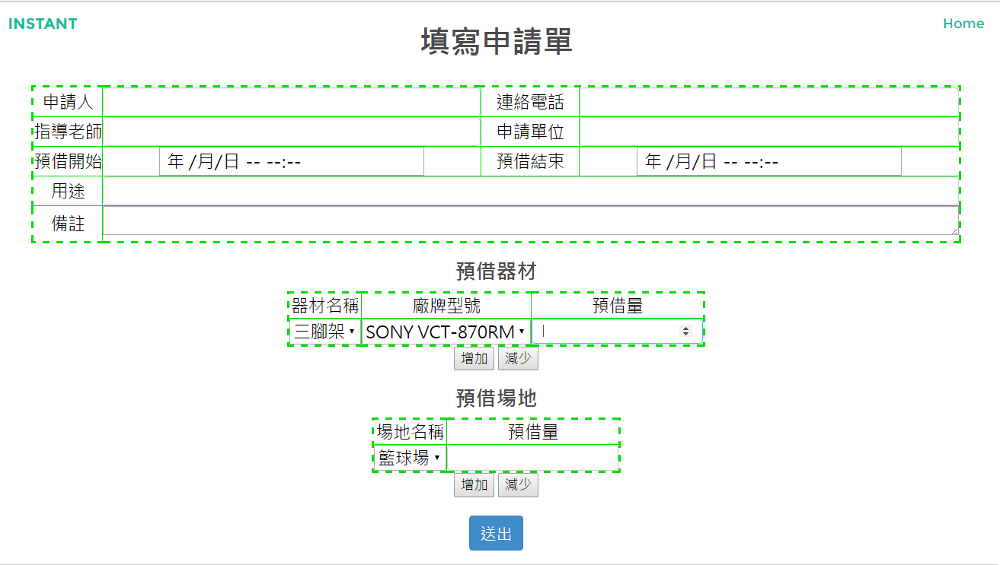 INSTANT
Home
填寫申請單
申請人 連絡電話
指導老師 申請單位
預借開始 年 /月/日 -- --:-- 預借結束 年 /月/日 -- --:--
用途
備註
預借器材
器材名稱 廠牌型號 預借量
三腳架 SONY VCT-870RM
增加 減少
預借場地
場地名稱 預借量
籃球場
增加 減少
送出